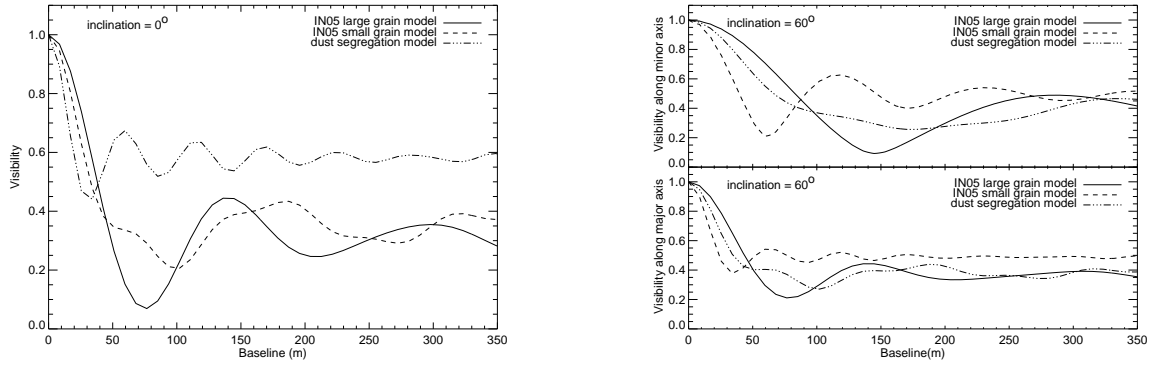 inclination = 0o
IN05 large grain model
IN05 small grain model
dust segregation model
Visibility
1.0
0.8
0.6
0.4
0.2
0.0
0 50 100 150 200 250 300 350
Baseline (m)
inclination = 60o
IN05 large grain model
IN05 small grain model
dust segregation model
Visibility along minor axis
1.0
0.8
0.6
0.4
0.2
0.0
inclination = 60o
IN05 large grain model
IN05 small grain model
dust segregation model
Visibility along major axis
1.0
0.8
0.6
0.4
0.2
0.0
0 50 100 150 200 250 300 350
Baseline(m)